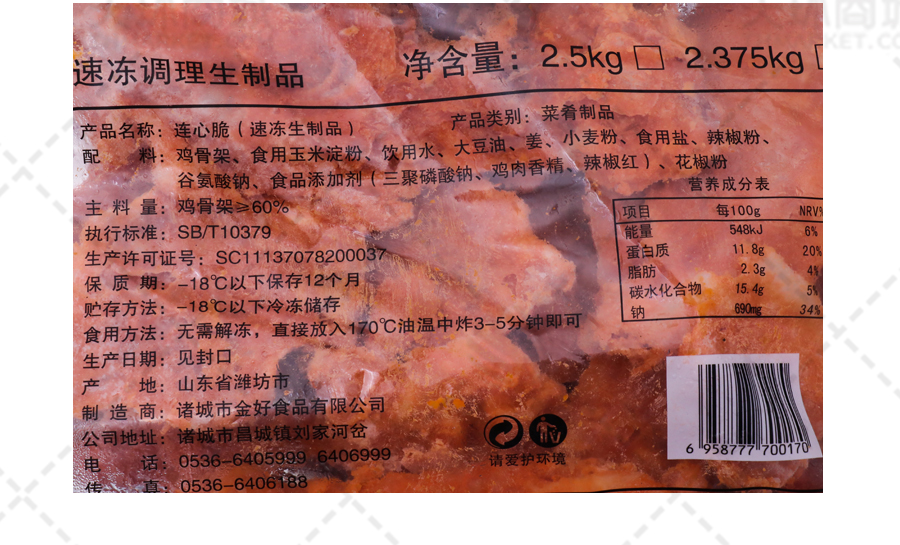 速冻调理生制品
净含量：2.5kg □ 2.375kg
产品名称：连心脆（速冻生制品）
产品类别：菜肴制品
配 料：鸡骨架、食用玉米淀粉、饮用水、大豆油、姜、小麦粉、食用盐、辣椒粉、
谷氨酸钠、食品添加剂（三聚磷酸钠、鸡肉香精、辣椒红）、花椒粉
主 料 量：鸡骨架≥60%
执行标准：SB/T10379
生产许可证号：SC11137078200037
保 质 期：-18℃以下保存12个月
贮存方法：-18℃以下冷冻储存
食用方法：无需解冻，直接放入170℃油温中炸3-5分钟即可
生产日期：见封口
产 地：山东省潍坊市
制 造 商：诸城市金好食品有限公司
公司地址：诸城市昌城镇刘家河岔
电 话：0536-6405999 6406999
传 真：0536-6406188
营养成分表
项目 每100g NRV%
能量 548kJ 6%
蛋白质 11.8g 20%
脂肪 2.3g 4%
碳水化合物 15.4g 5%
钠 690mg 34%
请爱护环境
6 958777 700170
商城
KET.CO